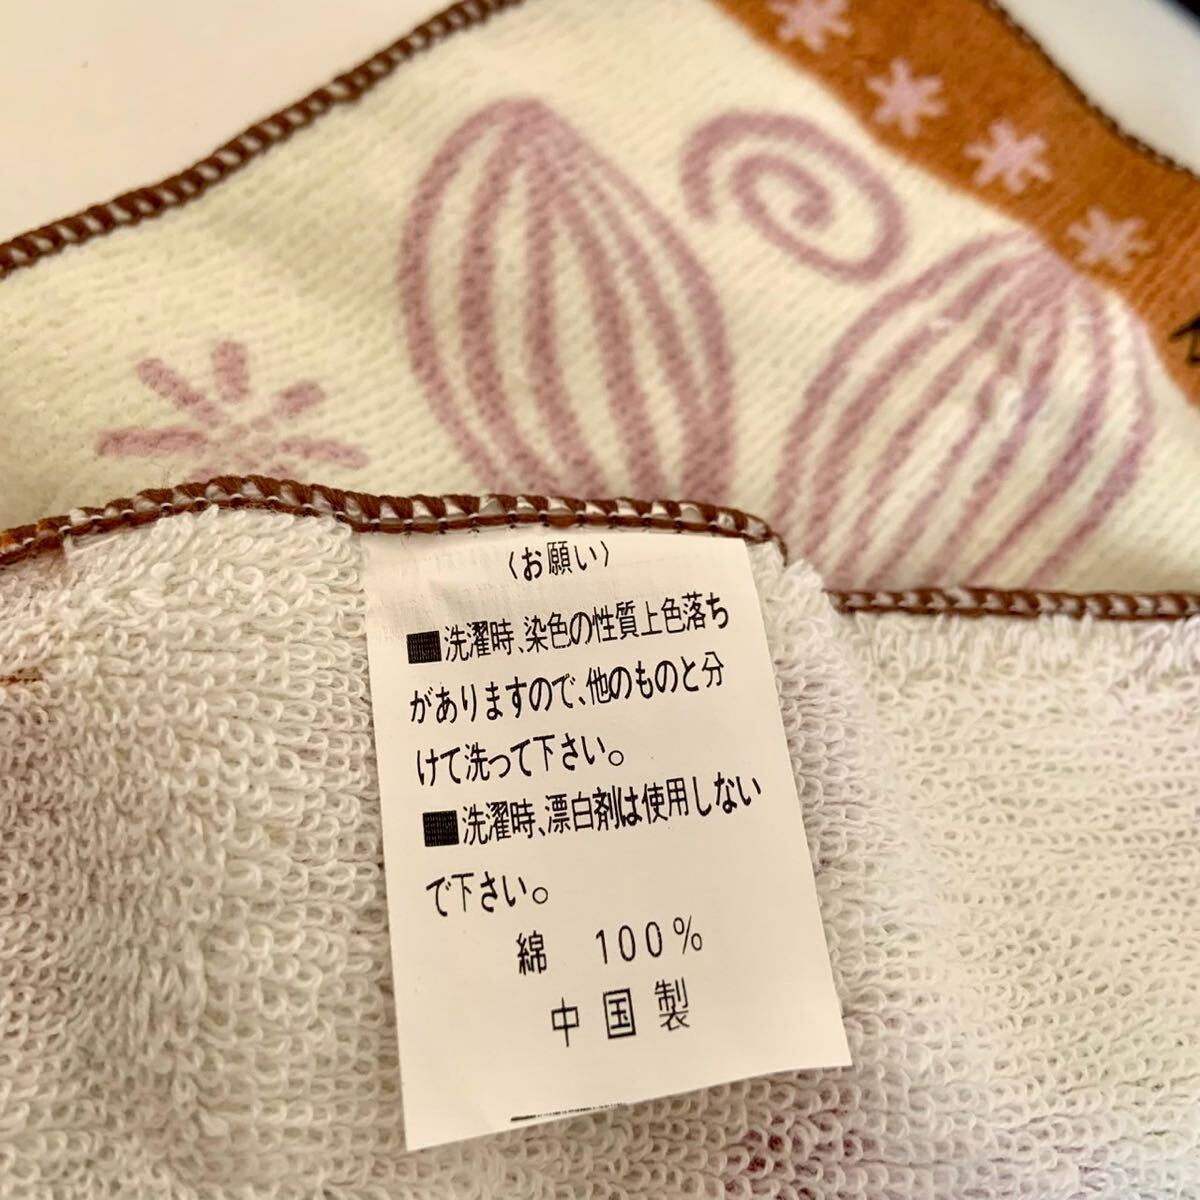 〈お願い〉
■洗濯時、染色の性質上色落ち
がありますので、他のものと分
けて洗って下さい。
■洗濯時、漂白剤は使用しない
で下さい。
綿　100%
中国製